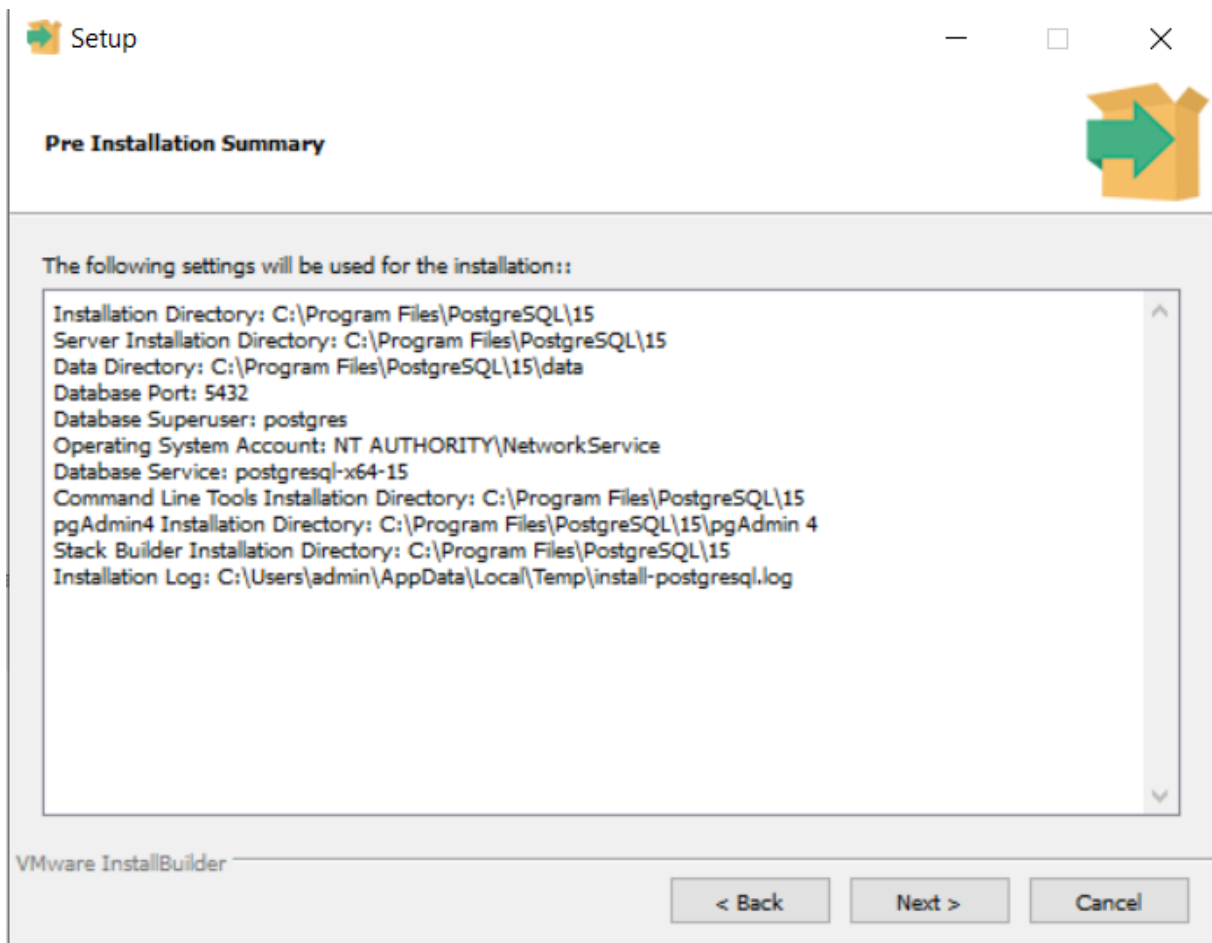 Setup
Pre Installation Summary
The following settings will be used for the installation::
Installation Directory: C:\Program Files\PostgreSQL\15
Server Installation Directory: C:\Program Files\PostgreSQL\15
Data Directory: C:\Program Files\PostgreSQL\15\data
Database Port: 5432
Database Superuser: postgres
Operating System Account: NT AUTHORITY\NetworkService
Database Service: postgresql-x64-15
Command Line Tools Installation Directory: C:\Program Files\PostgreSQL\15
pgAdmin4 Installation Directory: C:\Program Files\PostgreSQL\15\pgAdmin 4
Stack Builder Installation Directory: C:\Program Files\PostgreSQL\15
Installation Log: C:\Users\admin\AppData\Local\Temp\install-postgresql.log
VMware InstallBuilder
< Back Next > Cancel